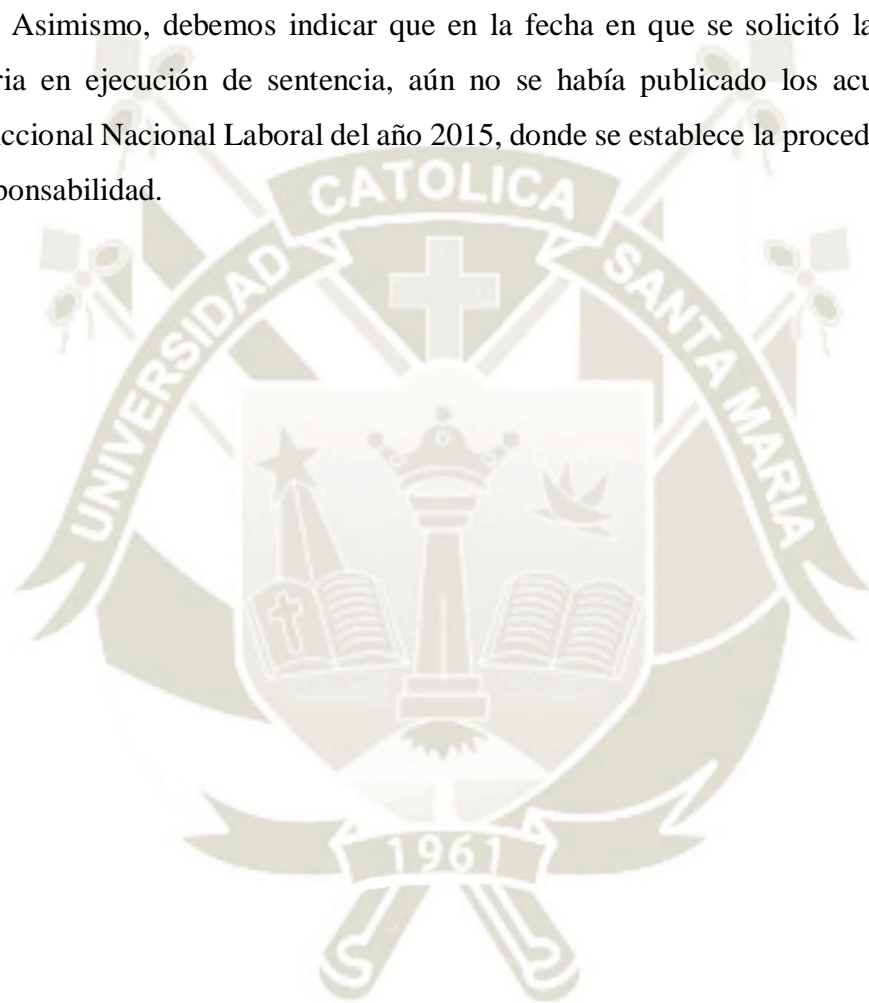 Asimismo, debemos indicar que en la fecha en que se solicitó la
ria en ejecución de sentencia, aún no se había publicado los acu
ccional Nacional Laboral del año 2015, donde se establece la proced
ponsabilidad.
UNIVERSIDAD CATOLICA SANTA MARIA
1961